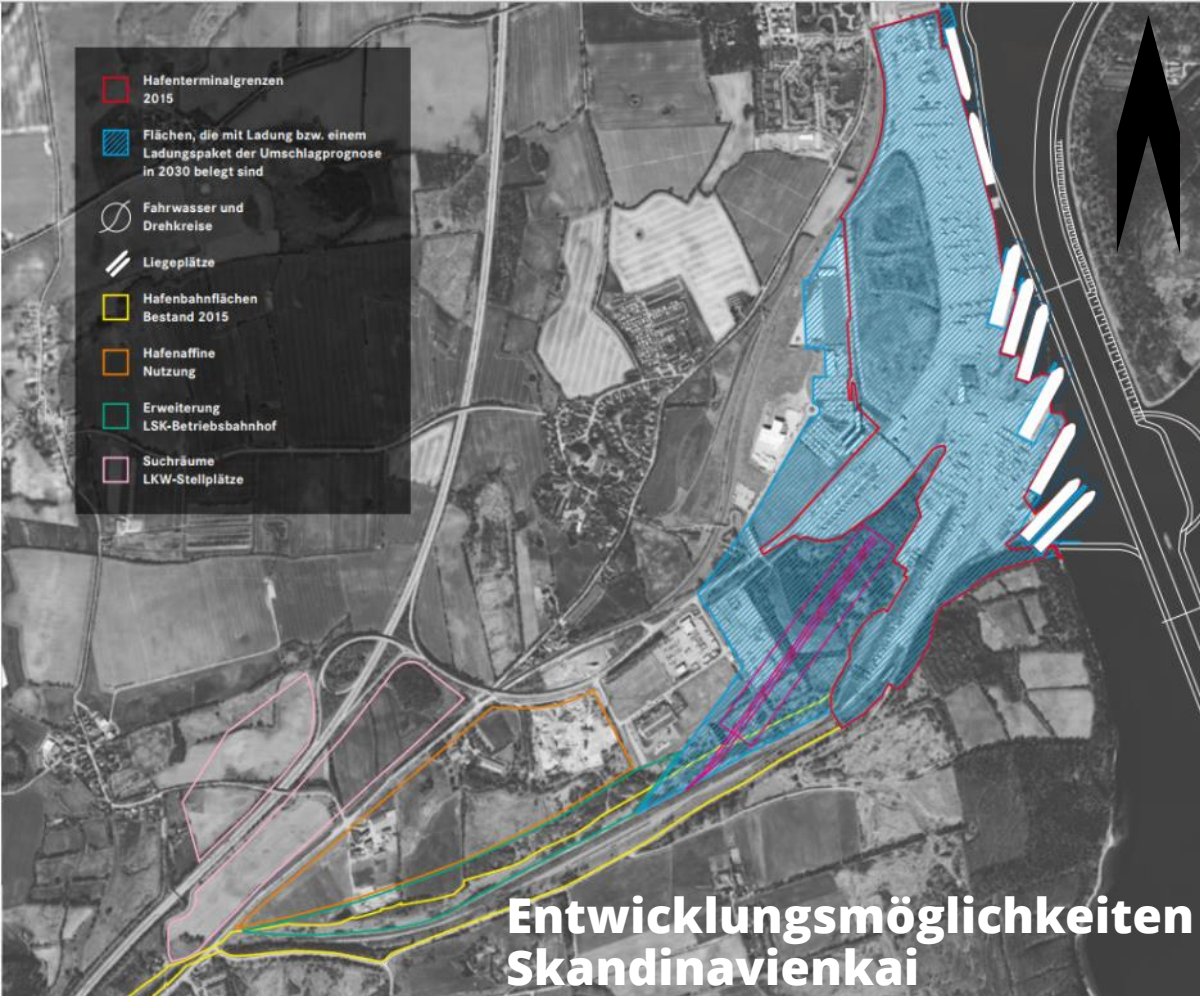 Hafenterminalgrenzen
2015
Flächen, die mit Ladung bzw. einem
Ladungspaket der Umschlagprognose
in 2030 belegt sind
Fahrwasser und
Drehkreise
Liegeplätze
Hafenbahnflächen
Bestand 2015
Hafenaffine
Nutzung
Erweiterung
LSK-Betriebsbahnhof
Suchräume
LKW-Stellplätze
Entwicklungsmöglichkeiten
Skandinavienkai